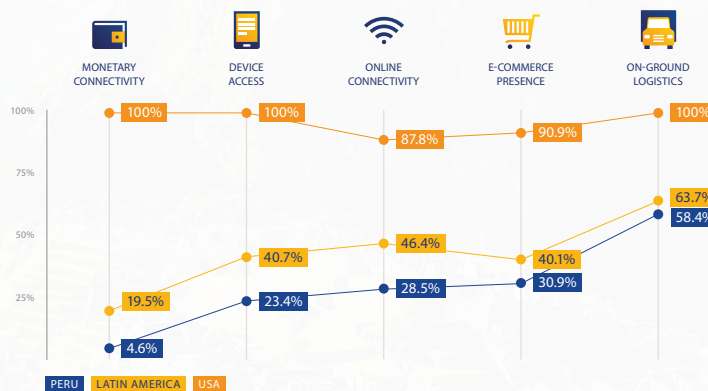 MONETARY
CONNECTIVITY
DEVICE
ACCESS
ONLINE
CONNECTIVITY
E-COMMERCE
PRESENCE
ON-GROUND
LOGISTICS
100%
75%
50%
25%
100%
100%
87.8%
90.9%
100%
19.5%
40.7%
46.4%
40.1%
63.7%
4.6%
23.4%
28.5%
30.9%
58.4%
PERU LATIN AMERICA USA